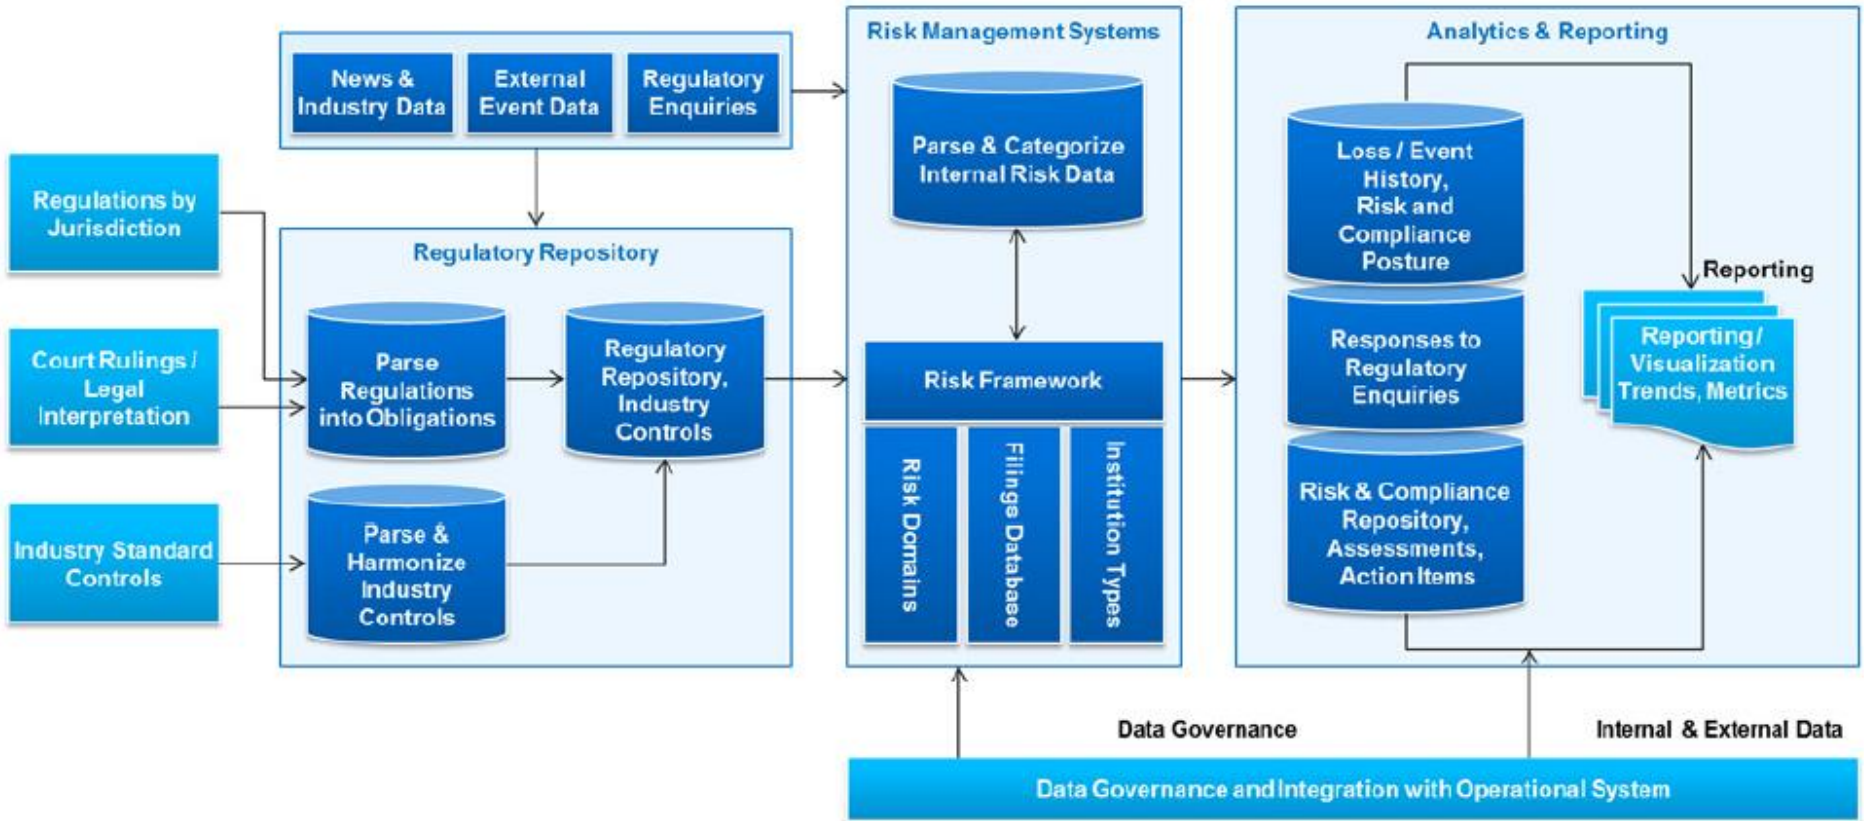 News &
Industry Data
External
Event Data
Regulatory
Enquiries
Regulations by
Jurisdiction
Court Rulings /
Legal
Interpretation
Industry Standard
Controls
Regulatory Repository
Parse
Regulations
into Obligations
Regulatory
Repository,
Industry
Controls
Parse &
Harmonize
Industry
Controls
Risk Management Systems
Parse & Categorize
Internal Risk Data
Risk Framework
Risk Domains
Filings Database
Institution Types
Analytics & Reporting
Loss / Event
History,
Risk and
Compliance
Posture
Responses to
Regulatory
Enquiries
Risk & Compliance
Repository,
Assessments,
Action Items
Reporting
Reporting /
Visualization
Trends, Metrics
Data Governance
Internal & External Data
Data Governance and Integration with Operational System